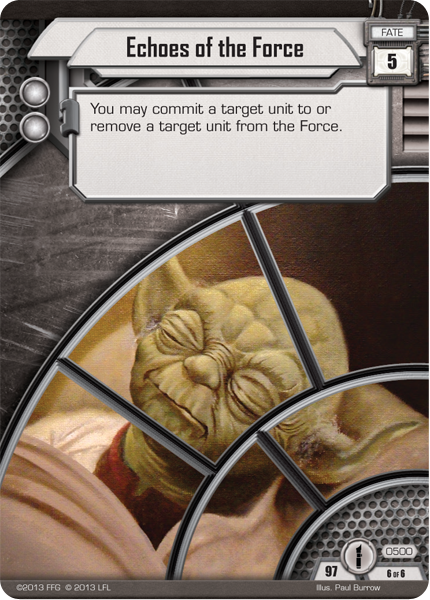 Echoes of the Force
FATE
5
You may commit a target unit to or
remove a target unit from the Force.
97
0500
6 OF 6
©2013 FFG © 2013 LFL
Illus. Paul Burrow